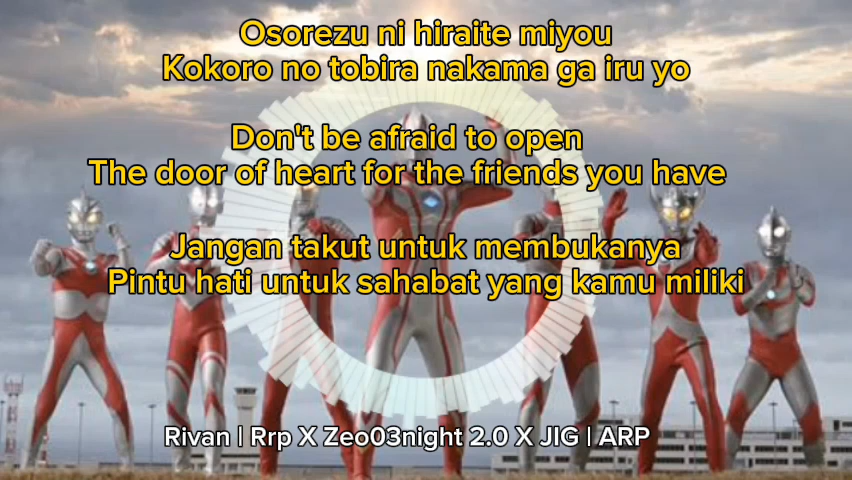 Osorezu ni hiraite miyou
Kokoro no tobira nakama ga iru yo
Don't be afraid to open
The door of heart for the friends you have
Jangan takut untuk membukanya
Pintu hati untuk sahabat yang kamu miliki
Rivan | Rrp X Zeo03night 2.0 X JIG | ARP